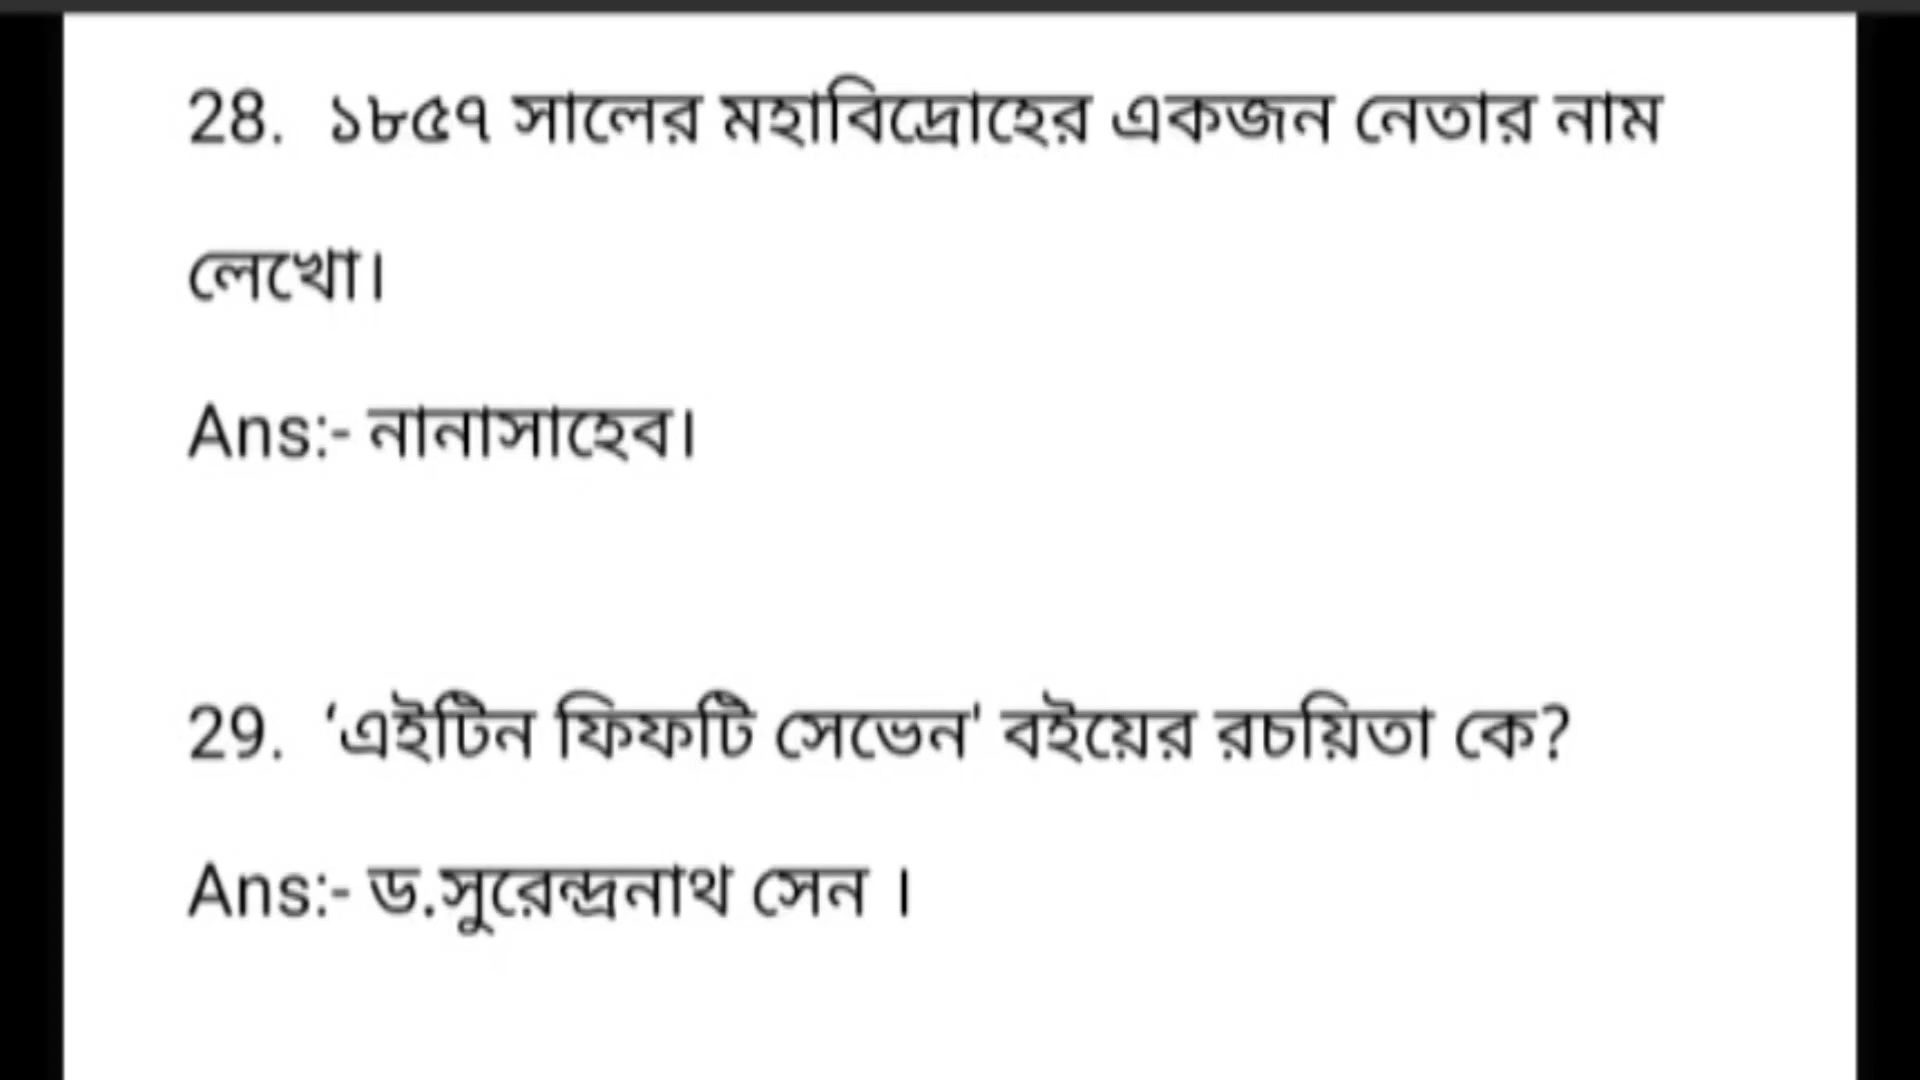 28. ১৮৫৭ সালের মহাবিদ্রোহের একজন নেতার নাম
লেখো।
Ans:- নানাসাহেব।
29. ‘এইটিন ফিফটি সেভেন' বইয়ের রচয়িতা কে?
Ans:- ড.সুরেন্দ্রনাথ সেন ।